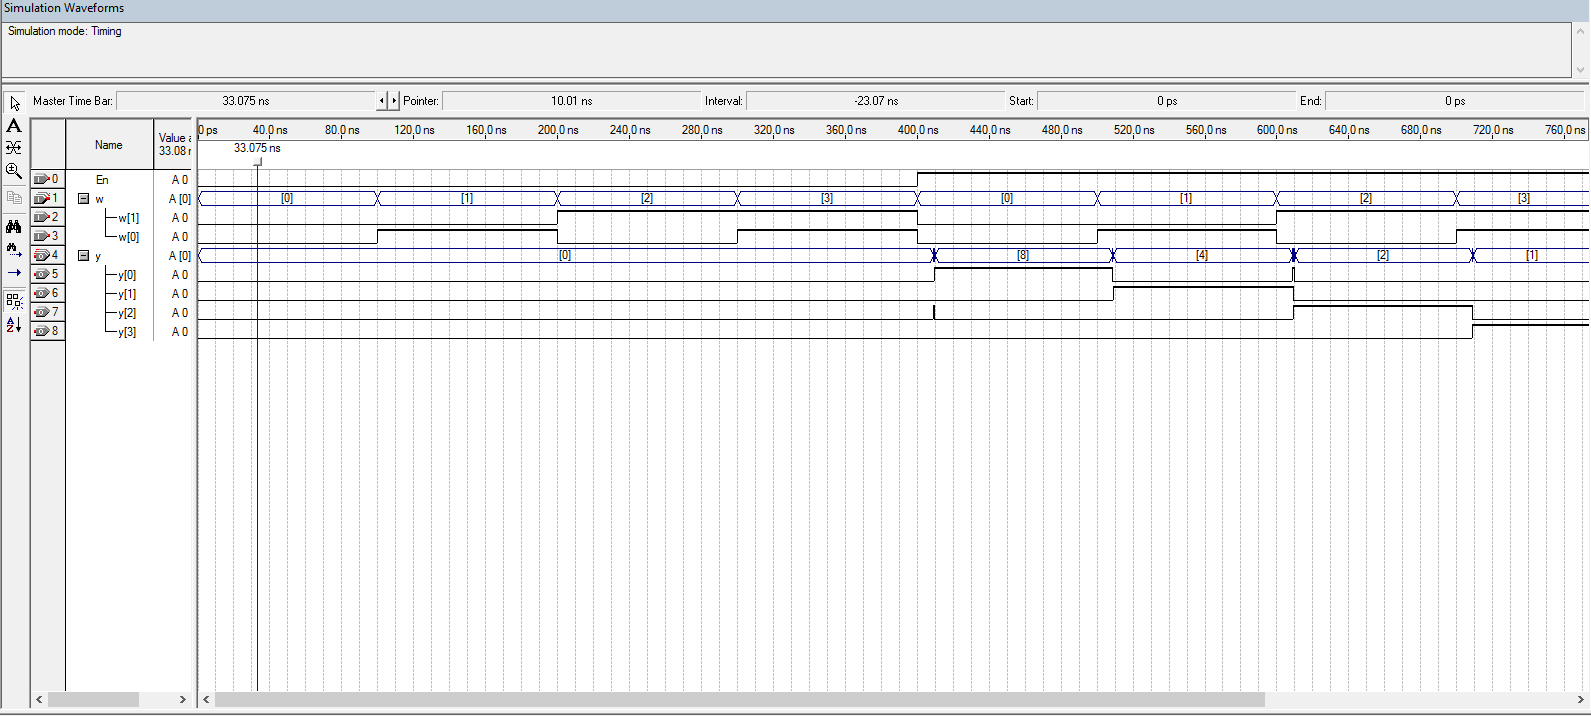 Simulation Waveforms
Simulation mode: Timing
Master Time Bar: 33.075 ns Pointer: 10.01 ns Interval: -23.07 ns Start: 0 ps End: 0 ps
Name Value a 33.08 n
0 ps 40.0 ns 80.0 ns 120.0 ns 160.0 ns 200.0 ns 240.0 ns 280.0 ns 320.0 ns 360.0 ns 400.0 ns 440.0 ns 480.0 ns 520.0 ns 560.0 ns 600.0 ns 640.0 ns 680.0 ns 720.0 ns 760.0 ns
33.075 ns
0 En A 0
1 w A [0] [0] [1] [2] [3] [0] [1] [2] [3]
2 w[1] A 0
3 w[0] A 0
4 y A [0] [0] [8] [4] [2] [1]
5 y[0] A 0
6 y[1] A 0
7 y[2] A 0
8 y[3] A 0